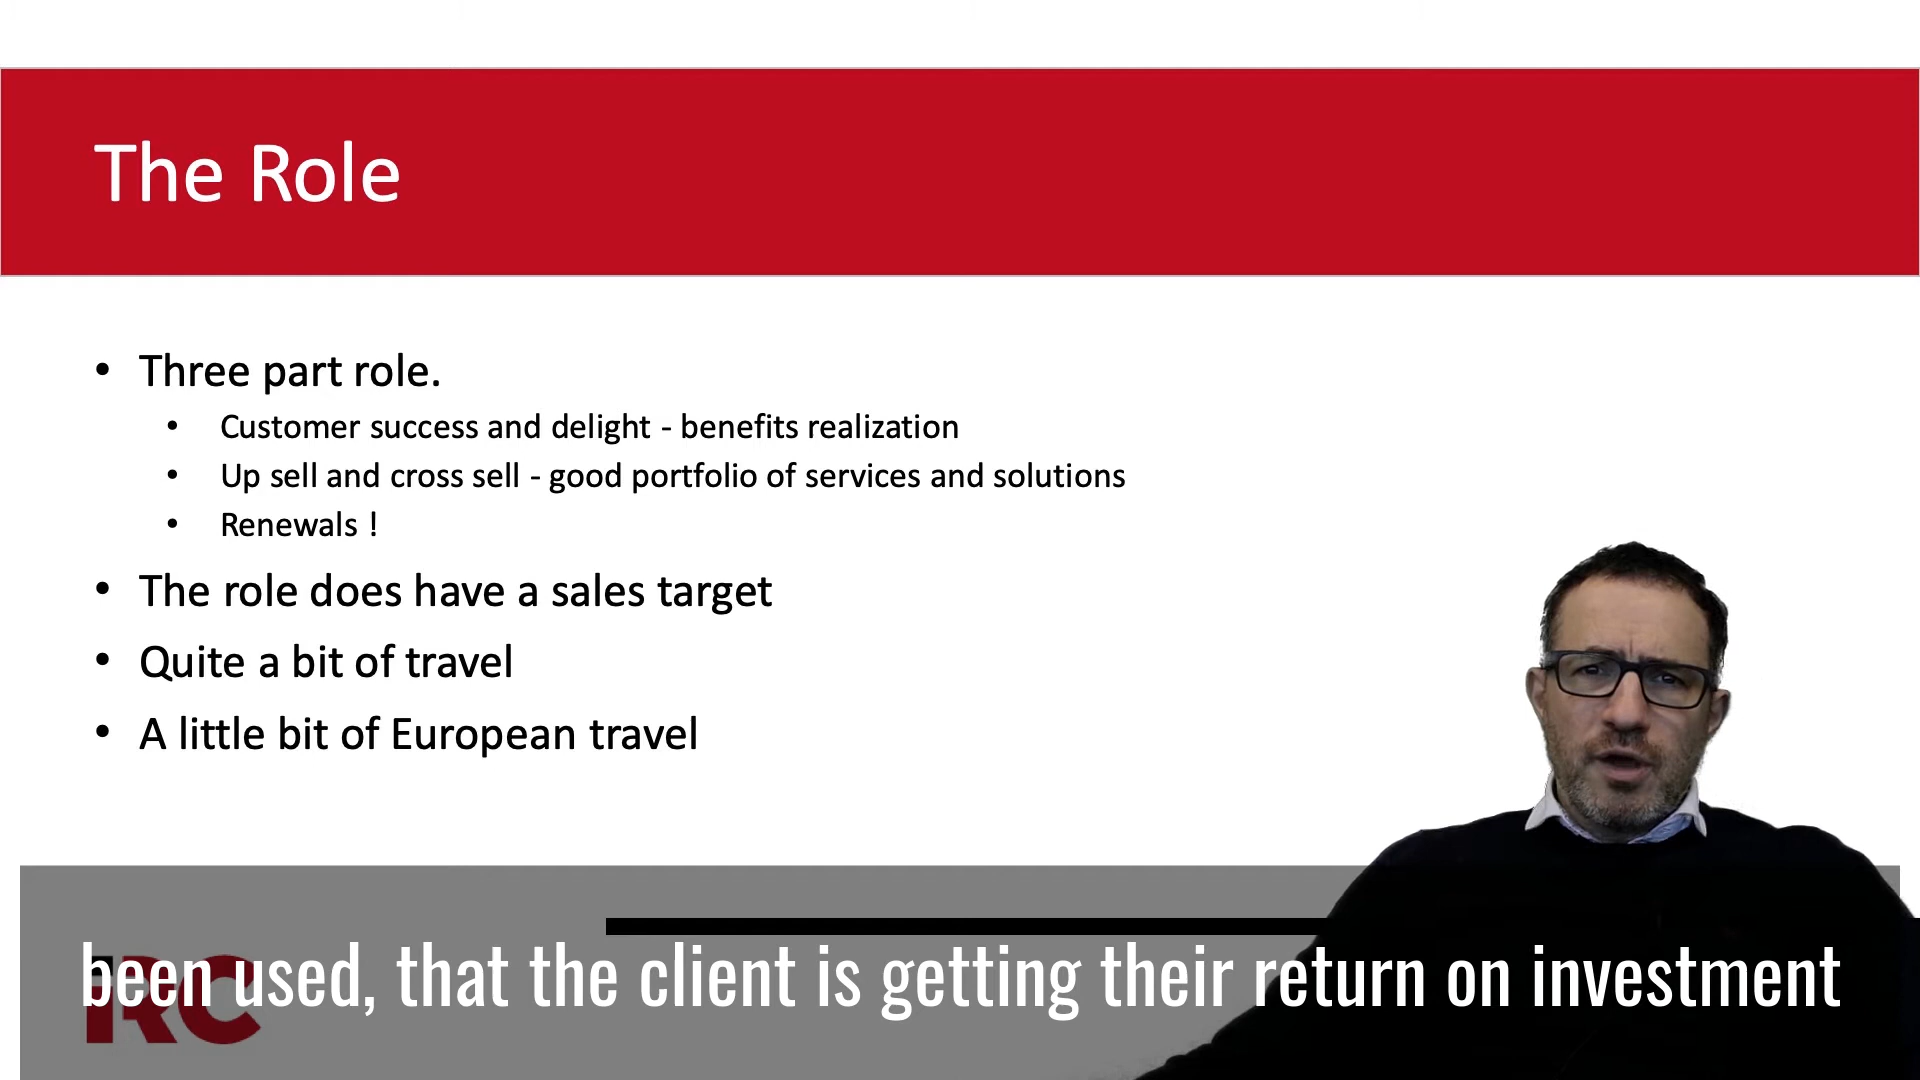 The Role
• Three part role.
• Customer success and delight - benefits realization
• Up sell and cross sell - good portfolio of services and solutions
• Renewals !
• The role does have a sales target
• Quite a bit of travel
• A little bit of European travel
been used, that the client is getting their return on investment
iRC